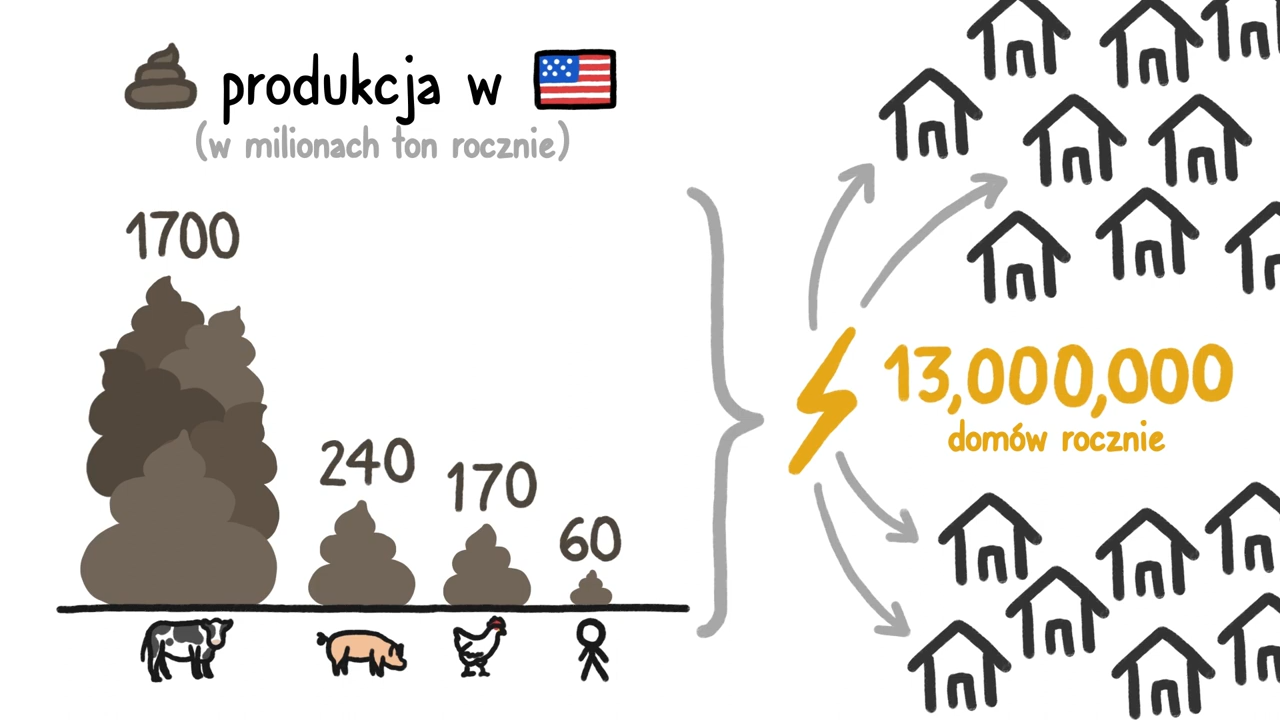 produkcja w
(w milionach ton rocznie)
1700
240
170
60
13,000,000
domów rocznie